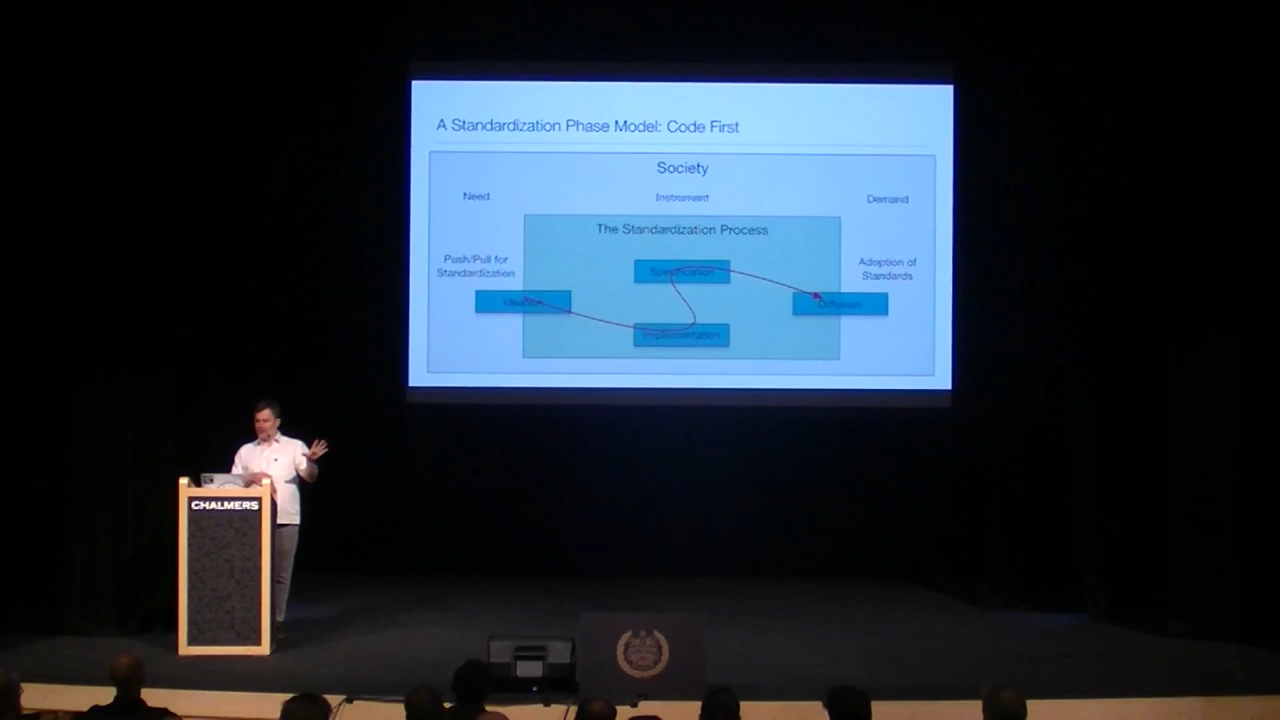 A Standardization Phase Model: Code First
Society
Need
Instrument
Demand
The Standardization Process
Push/Pull for
Standardization
Specification
Adoption of
Standards
Ideation
Diffusion
Implementation
CHALMERS